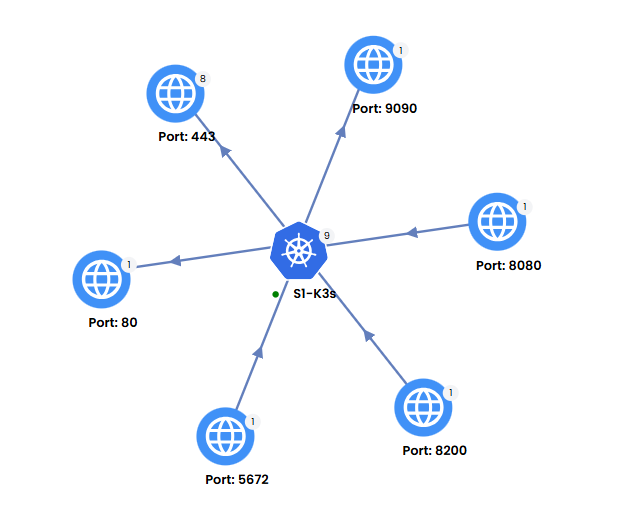 1
8
Port: 9090
Port: 443
1
9
Port: 8080
1
S1-K3s
Port: 80
1
1
Port: 8200
Port: 5672